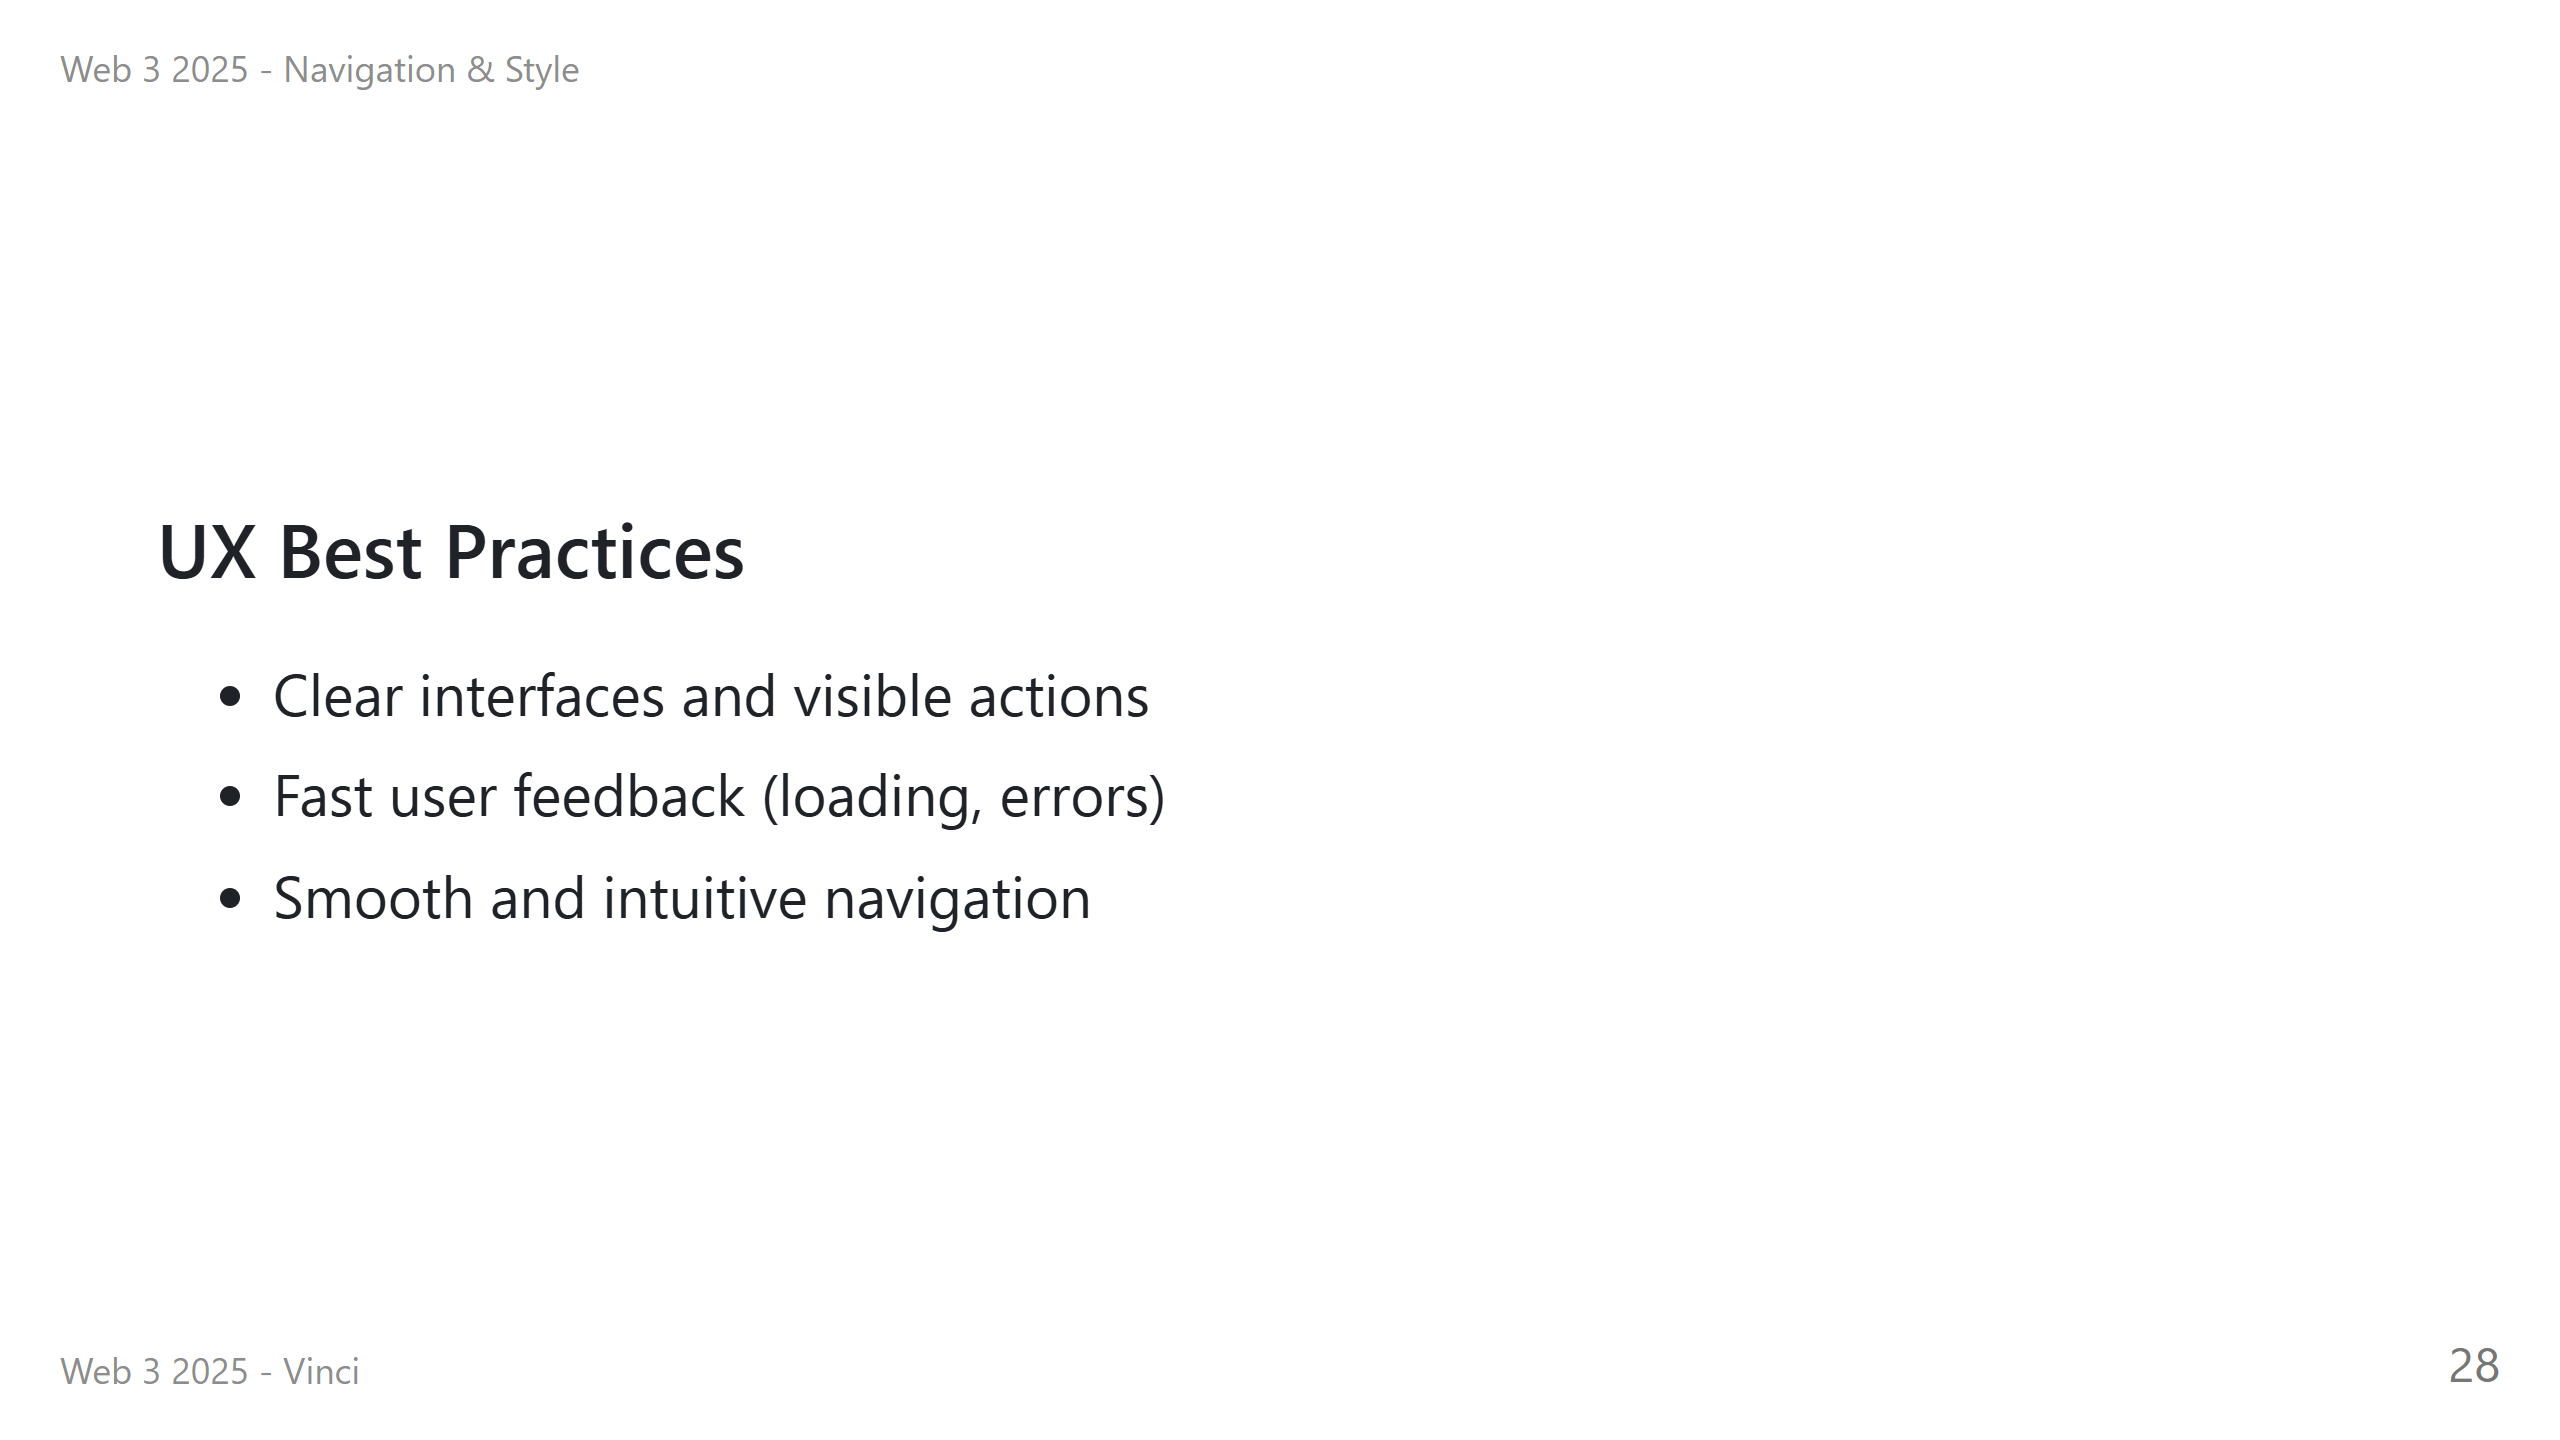 Web 3 2025 - Navigation & Style
UX Best Practices
• Clear interfaces and visible actions
• Fast user feedback (loading, errors)
• Smooth and intuitive navigation
Web 3 2025 - Vinci
28